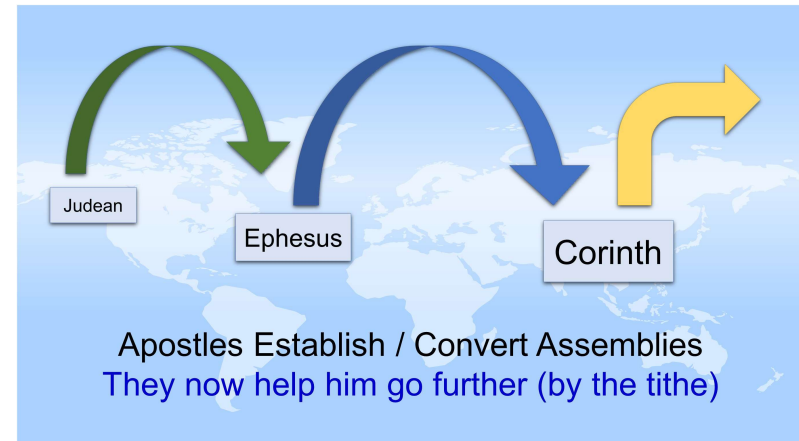 Judean
Ephesus
Corinth
Apostles Establish / Convert Assemblies
They now help him go further (by the tithe)